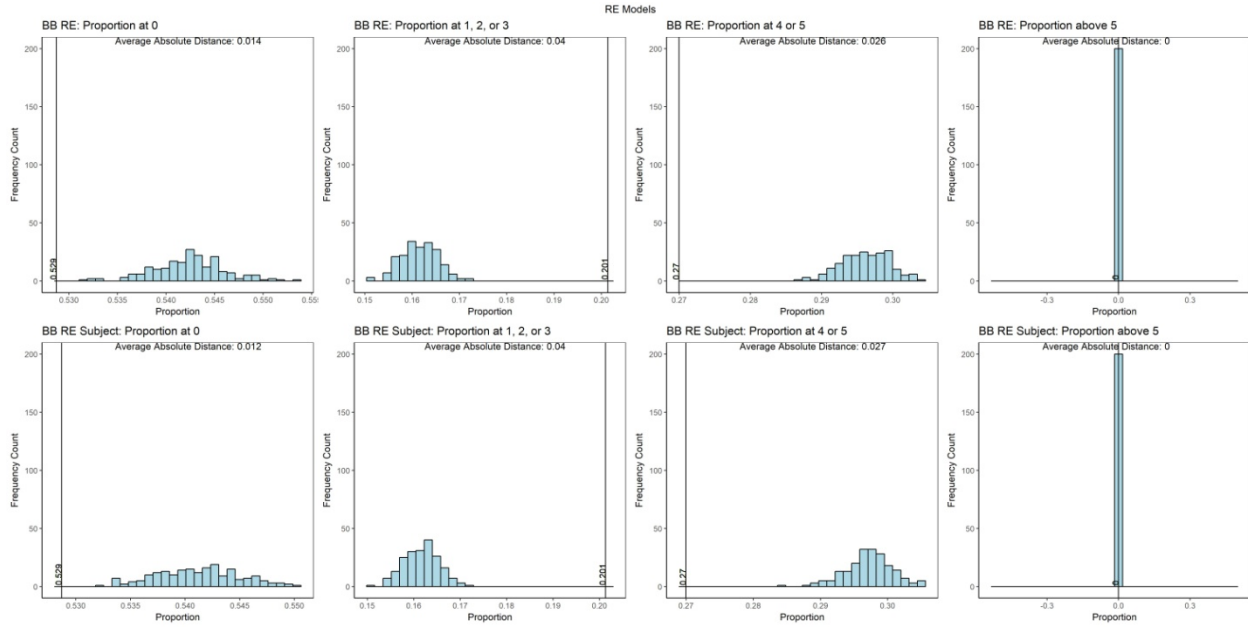 RE Models
BB RE: Proportion at 0
Average Absolute Distance: 0.014
Frequency Count
200
150
100
50
0
0.529
0.530
0.535
0.540
0.545
0.550
0.55
Proportion
BB RE: Proportion at 1, 2, or 3
Average Absolute Distance: 0.04
Frequency Count
200
150
100
50
0
0.201
0.15
0.16
0.17
0.18
0.19
0.20
Proportion
BB RE: Proportion at 4 or 5
Average Absolute Distance: 0.026
Frequency Count
200
150
100
50
0
0.27
0.27
0.28
0.29
0.30
Proportion
BB RE: Proportion above 5
Average Absolute Distance: 0
Frequency Count
200
150
100
50
0
0
-0.3
0.0
0.3
Proportion
BB RE Subject: Proportion at 0
Average Absolute Distance: 0.012
Frequency Count
200
150
100
50
0
0.529
0.530
0.535
0.540
0.545
0.550
Proportion
BB RE Subject: Proportion at 1, 2, or 3
Average Absolute Distance: 0.04
Frequency Count
200
150
100
50
0
0.201
0.15
0.16
0.17
0.18
0.19
0.20
Proportion
BB RE Subject: Proportion at 4 or 5
Average Absolute Distance: 0.027
Frequency Count
200
150
100
50
0
0.27
0.27
0.28
0.29
0.30
Proportion
BB RE Subject: Proportion above 5
Average Absolute Distance: 0
Frequency Count
200
150
100
50
0
0
-0.3
0.0
0.3
Proportion